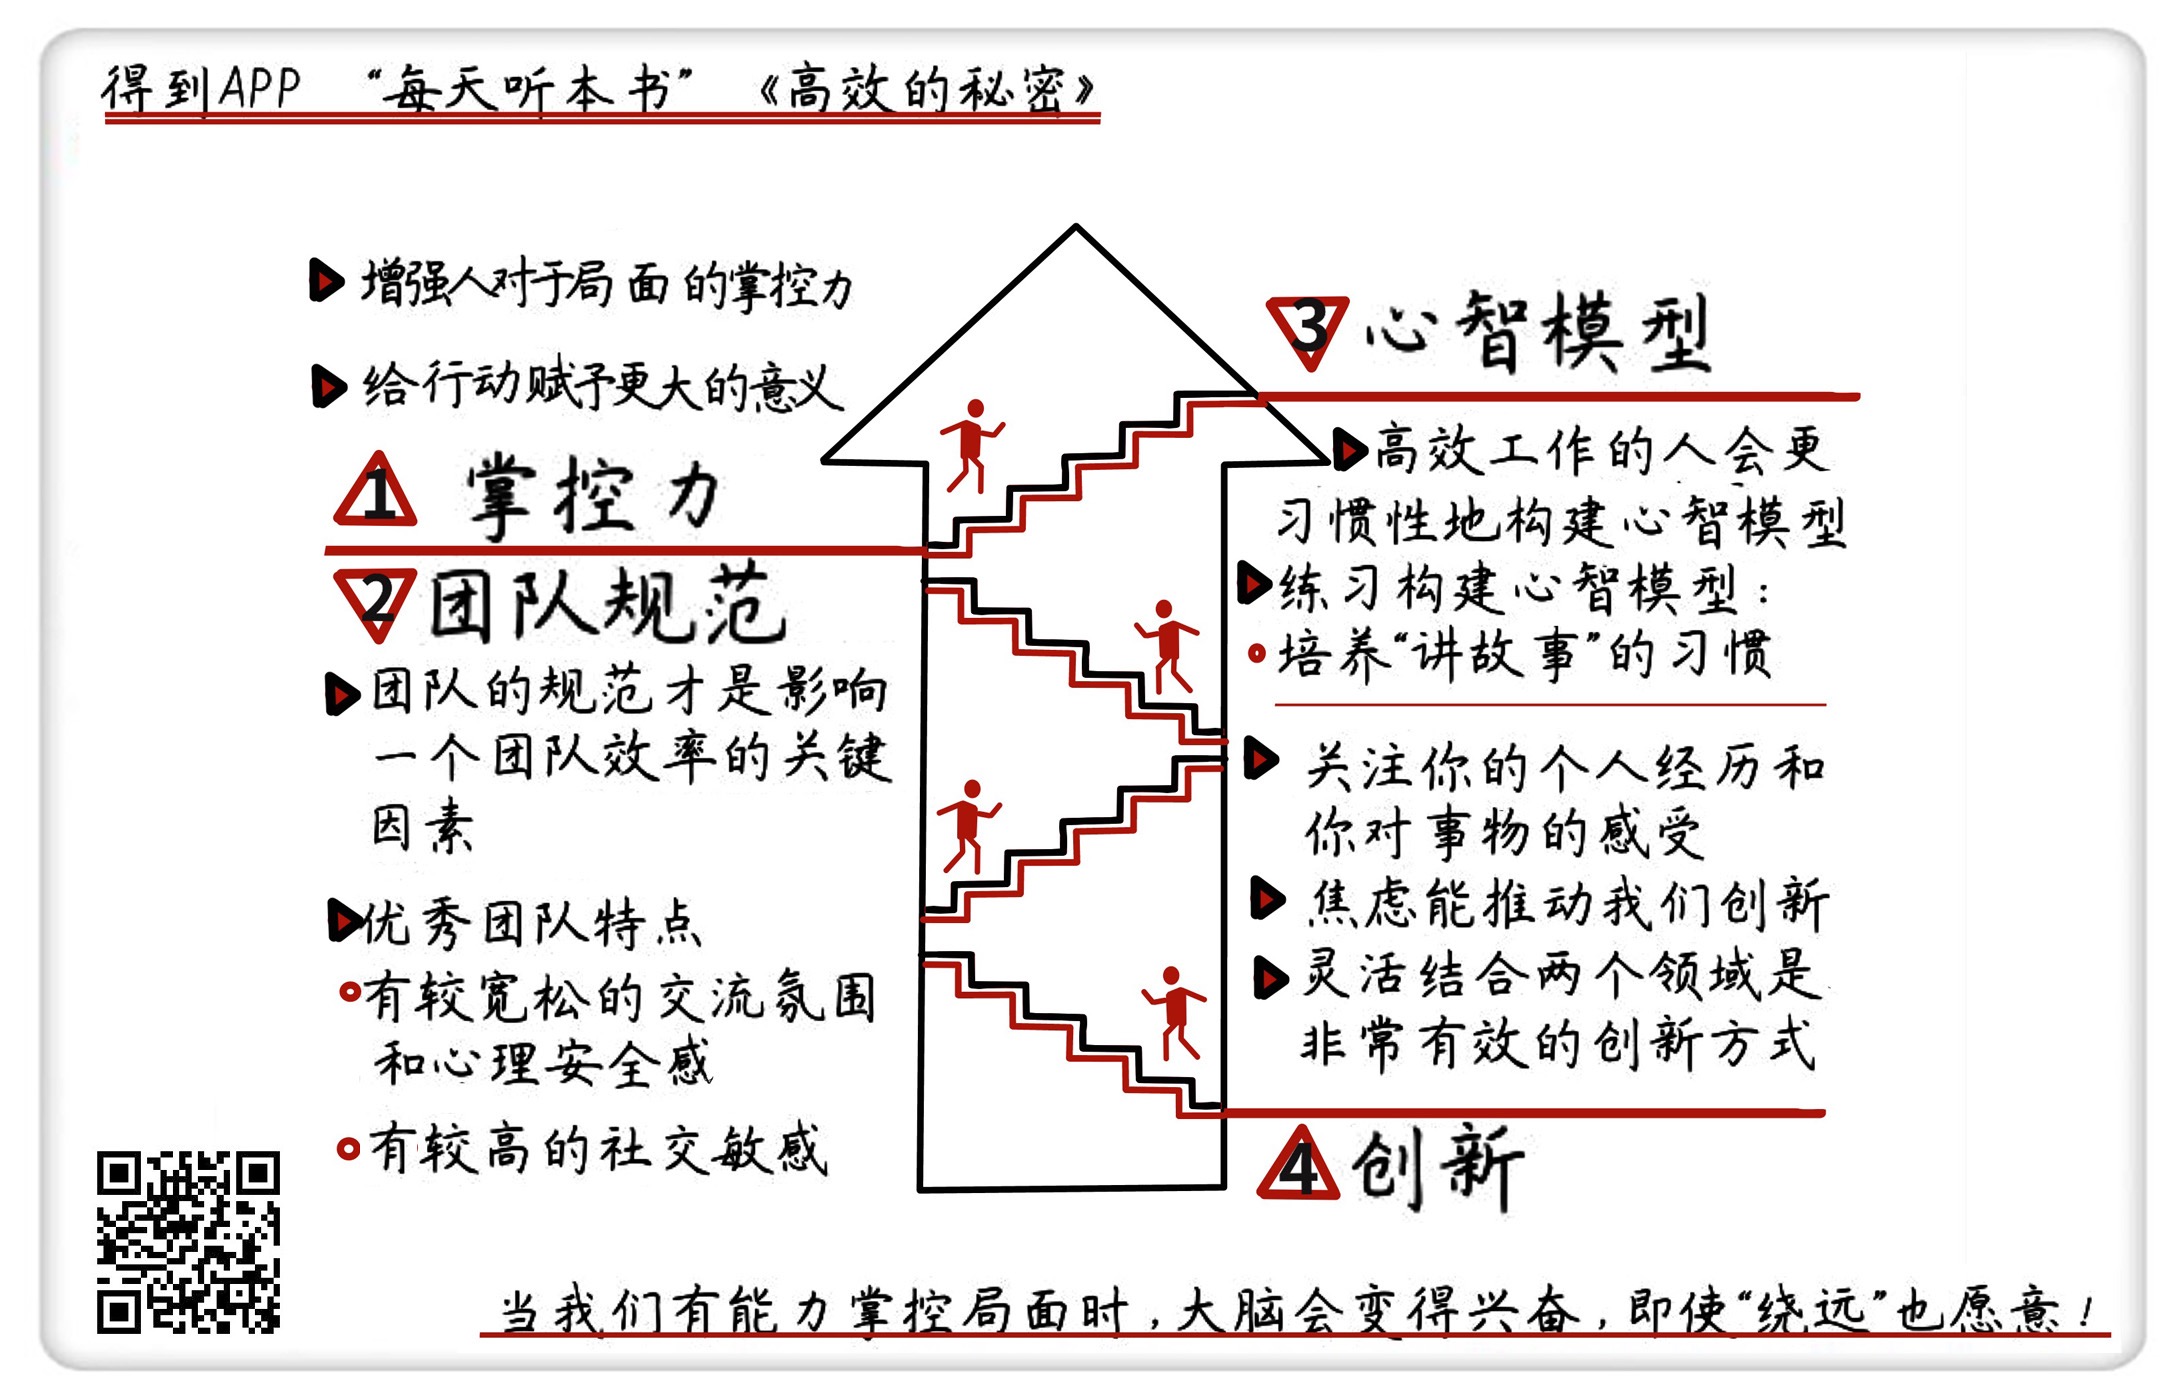 得到APP “每天听本书” 《高效的秘密》
增强人对于局面的掌控力
给行动赋予更大的意义
1 掌控力
2 团队规范
团队的规范才是影响
一个团队效率的关键
因素
优秀团队特点
有较宽松的交流氛围
和心理安全感
有较高的社交敏感
3 心智模型
高效工作的人会更
习惯性地构建心智模型
练习构建心智模型：
培养“讲故事”的习惯
关注你的个人经历和
你对事物的感受
焦虑能推动我们创新
灵活结合两个领域是
非常有效的创新方式
4 创新
当我们有能力掌控局面时，大脑会变得兴奋，即使“绕远”也愿意！